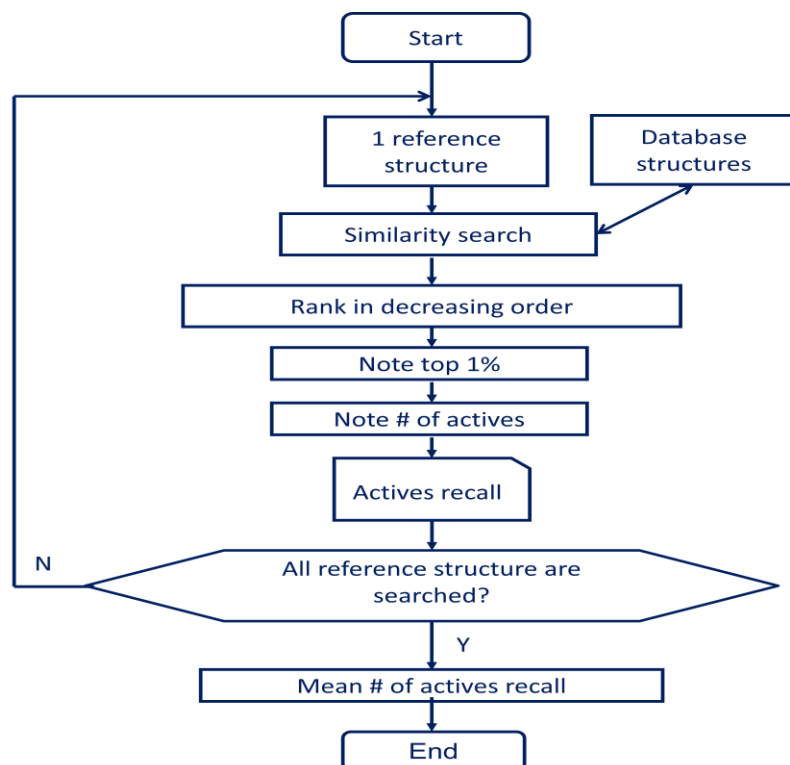 Start
1 reference
structure
Database
structures
Similarity search
Rank in decreasing order
Note top 1%
Note # of actives
Actives recall
N
All reference structure are
searched?
Y
Mean # of actives recall
End